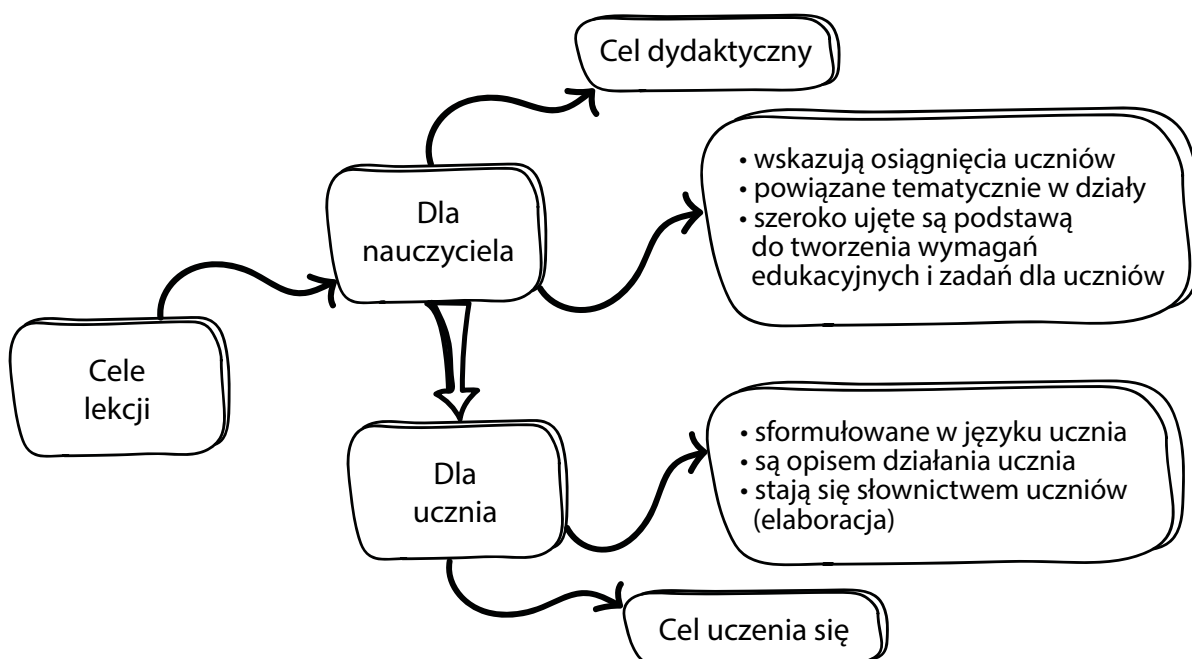 Cel dydaktyczny
Dla
nauczyciela
• wskazują osiągnięcia uczniów
• powiązane tematycznie w działy
• szeroko ujęte są podstawą
do tworzenia wymagań
edukacyjnych i zadań dla uczniów
Cele
lekcji
Dla
ucznia
• sformułowane w języku ucznia
• są opisem działania ucznia
• stają się słownictwem uczniów
(elaboracja)
Cel uczenia się